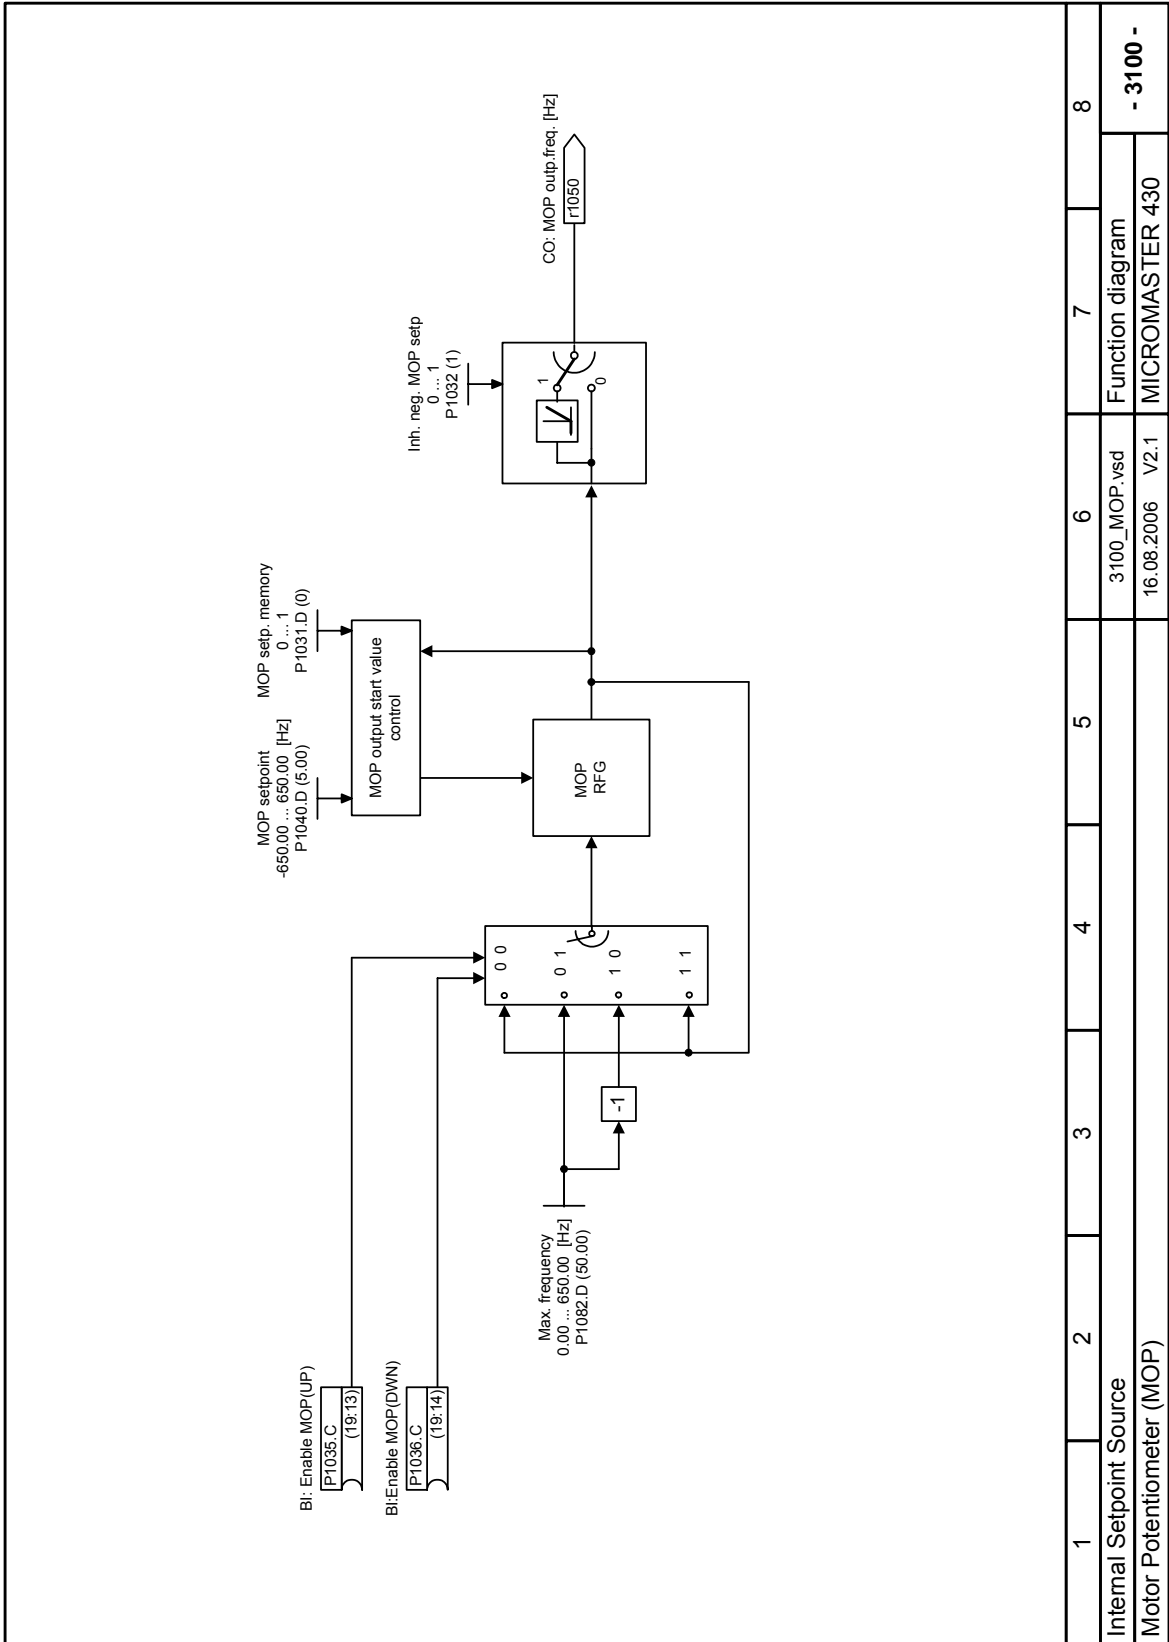 BI: Enable MOP(UP)
P1035.C
(19:13)
BI:Enable MOP(DWN)
P1036.C
(19:14)
Max. frequency
0.00 ... 650.00 [Hz]
P1082.D (50.00)
-1
0 0
0 1
1 0
1 1
MOP setpoint
-650.00 ... 650.00 [Hz]
P1040.D (5.00)
MOP setp. memory
0 ... 1
P1031.D (0)
MOP output start value
control
MOP
RFG
Inh. neg. MOP setp
0 ... 1
P1032 (1)
1
0
CO: MOP outp.freq. [Hz]
r1050
1 2 3 4 5 6 7 8
Internal Setpoint Source 3100_MOP.vsd Function diagram - 3100 -
Motor Potentiometer (MOP) 16.08.2006 V2.1 MICROMASTER 430